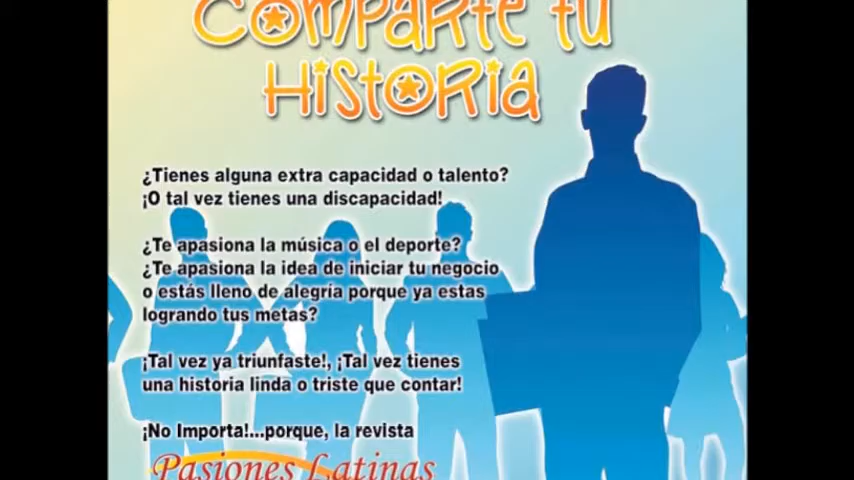 Comparte tu
Historia
¿Tienes alguna extra capacidad o talento?
¡O tal vez tienes una discapacidad!
¿Te apasiona la música o el deporte?
¿Te apasiona la idea de iniciar tu negocio
o estás lleno de alegría porque ya estas
logrando tus metas?
¡Tal vez ya triunfaste!, ¡Tal vez tienes
una historia linda o triste que contar!
¡No Importa!...porque, la revista
Pasiones Latinas